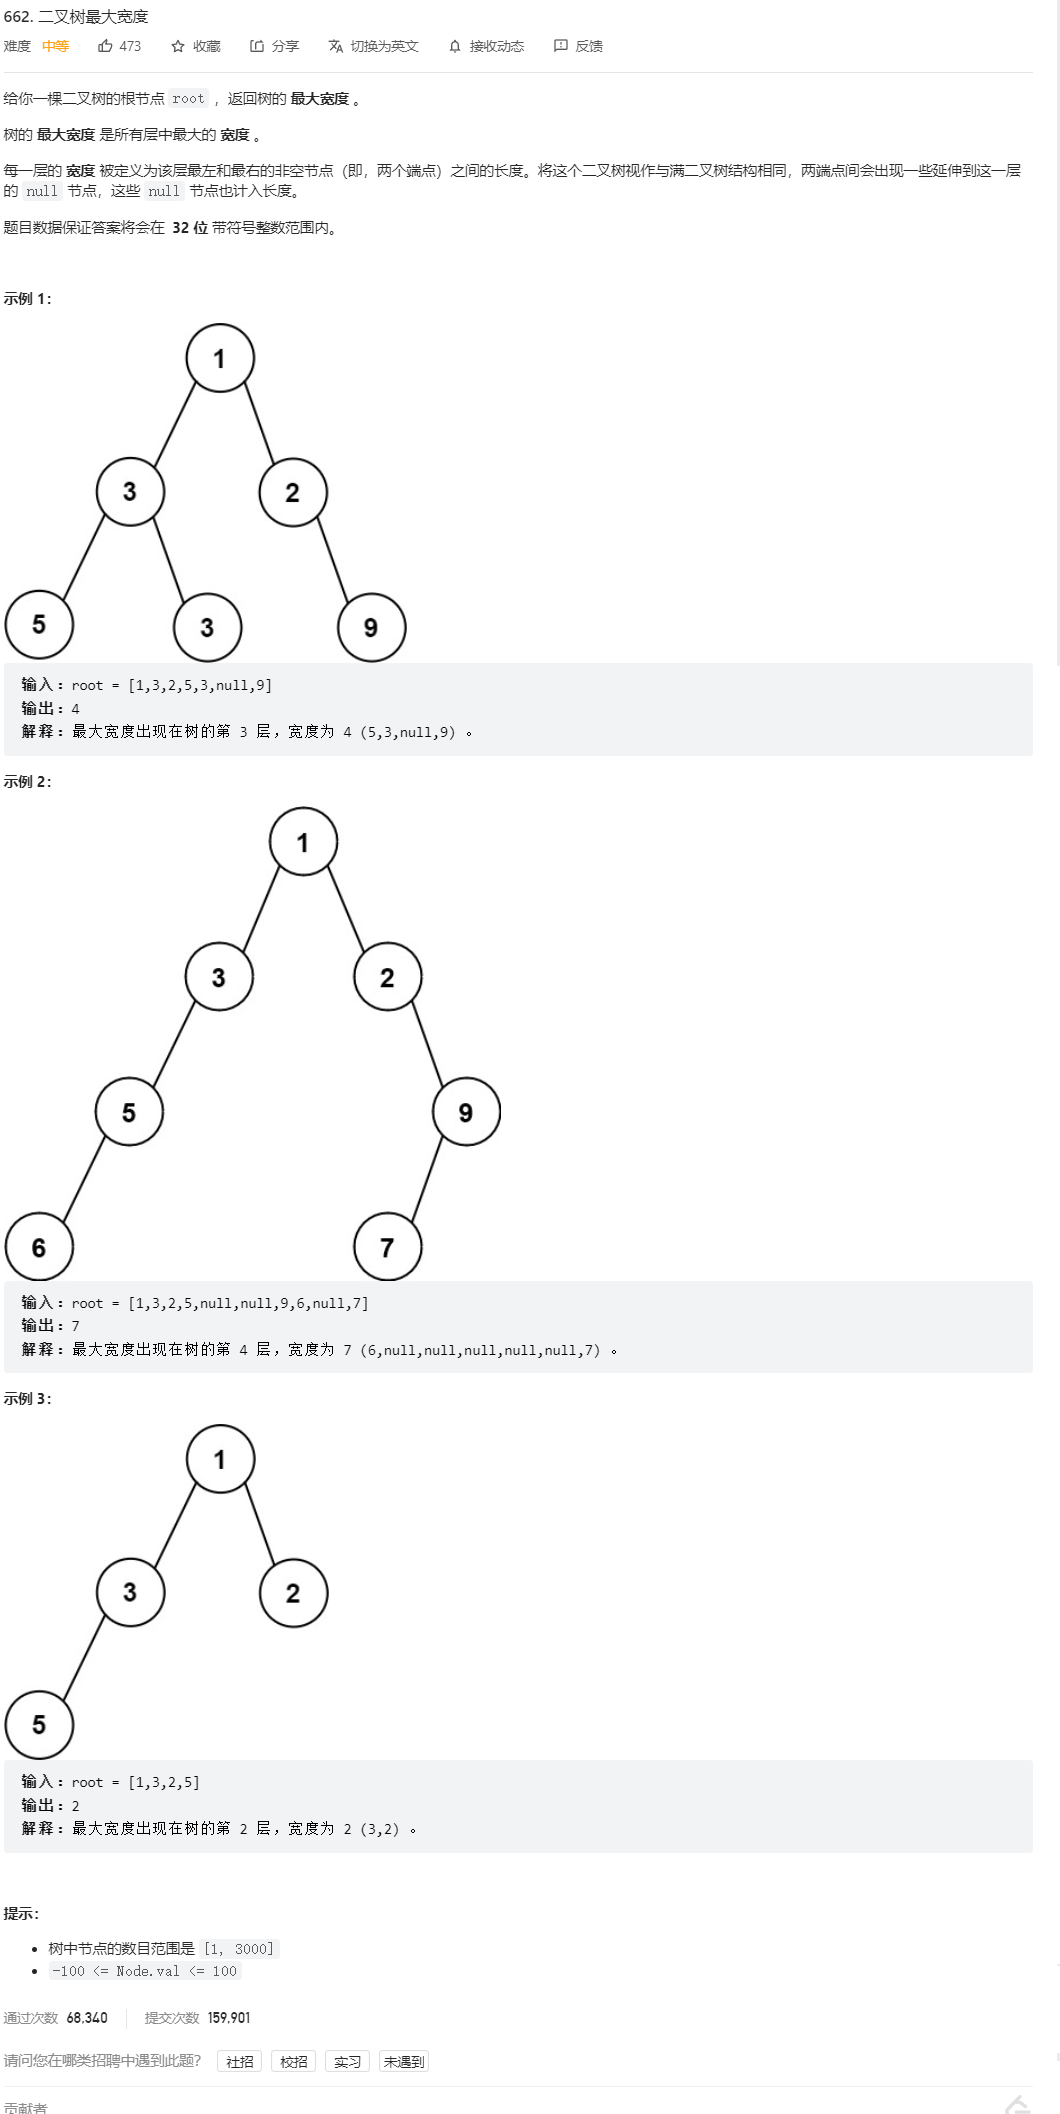 662. 二叉树最大宽度
难度 中等 473 收藏 分享 切换为英文 接收动态 反馈
给你一棵二叉树的根节点 root ，返回树的 最大宽度 。
树的 最大宽度 是所有层中最大的 宽度 。
每一层的 宽度 被定义为该层最左和最右的非空节点（即，两个端点）之间的长度。将这个二叉树视作与满二叉树结构相同，两端点间会出现一些延伸到这一层
的 null 节点，这些 null 节点也计入长度。
题目数据保证答案将会在 32 位 带符号整数范围内。
示例 1：
1
3 2
5 3 9
输入：root = [1,3,2,5,3,null,9]
输出：4
解释：最大宽度出现在树的第 3 层，宽度为 4 (5,3,null,9) 。
示例 2：
1
3 2
5 9
6 7
输入：root = [1,3,2,5,null,null,9,6,null,7]
输出：7
解释：最大宽度出现在树的第 4 层，宽度为 7 (6,null,null,null,null,null,7) 。
示例 3：
1
3 2
5
输入：root = [1,3,2,5]
输出：2
解释：最大宽度出现在树的第 2 层，宽度为 2 (3,2) 。
提示：
• 树中节点的数目范围是 [1, 3000]
• -100 <= Node.val <= 100
通过次数 68,340 提交次数 159,901
请问您在哪类招聘中遇到此题？ 社招 校招 实习 未遇到
贡献者